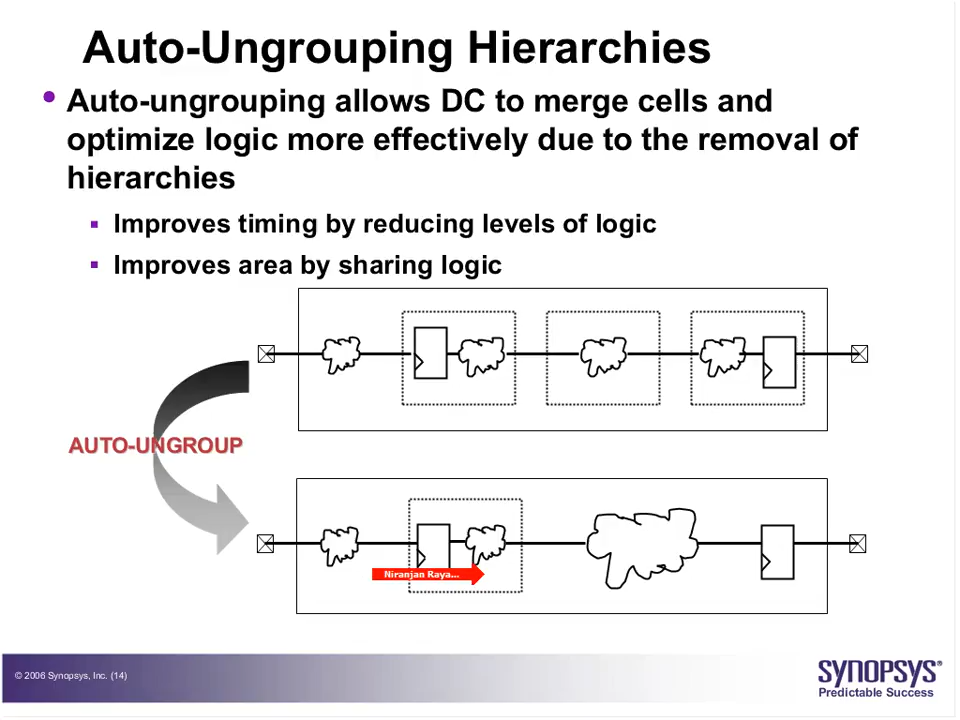 Auto-Ungrouping Hierarchies
• Auto-ungrouping allows DC to merge cells and
optimize logic more effectively due to the removal of
hierarchies
▪ Improves timing by reducing levels of logic
▪ Improves area by sharing logic
AUTO-UNGROUP
Niranjan Raya...
© 2006 Synopsys, Inc. (14)
SYNOPSYS®
Predictable Success